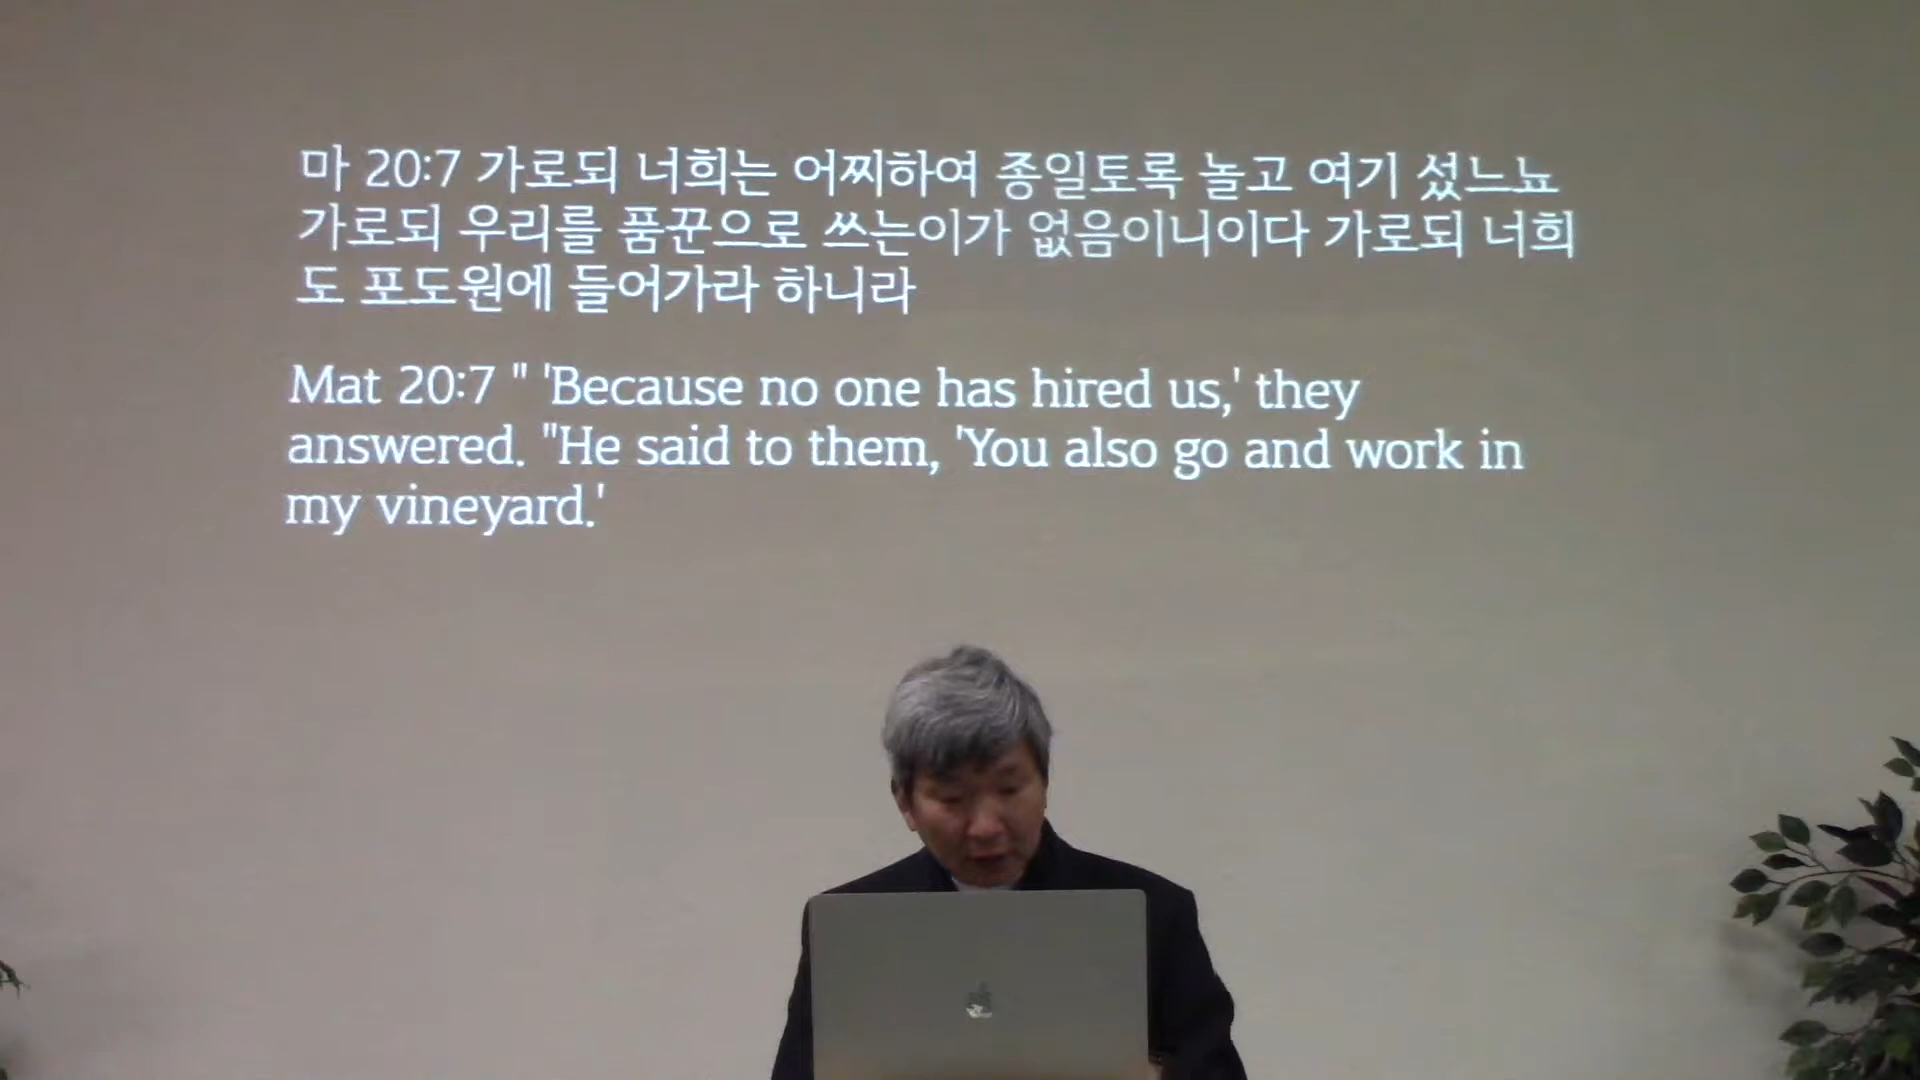 마 20:7 가로되 너희는 어찌하여 종일토록 놀고 여기 섰느뇨
가로되 우리를 품꾼으로 쓰는이가 없음이니이다 가로되 너희
도 포도원에 들어가라 하니라
Mat 20:7 " 'Because no one has hired us,' they
answered. "He said to them, 'You also go and work in
my vineyard.'